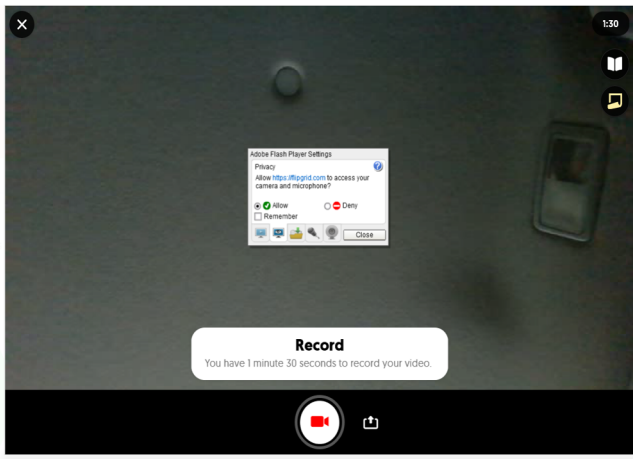 1:30
Adobe Flash Player Settings
Privacy
Allow https://flipgrid.com to access your
camera and microphone?
Allow Deny
Remember
Close
Record
You have 1 minute 30 seconds to record your video.